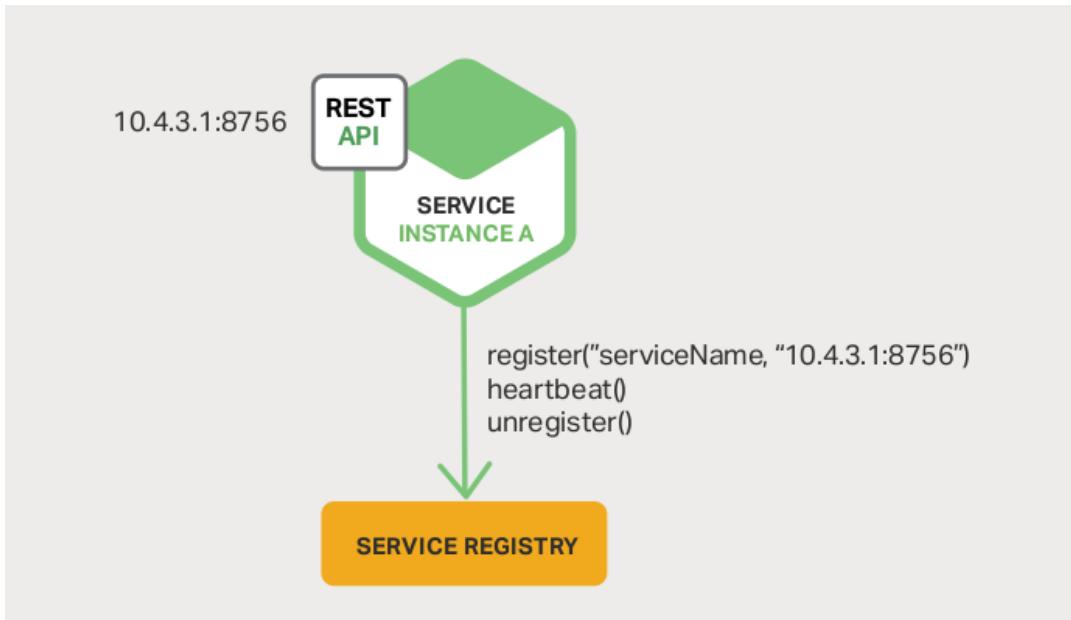 10.4.3.1:8756
REST
API
SERVICE
INSTANCE A
register(”serviceName, “10.4.3.1:8756”)
heartbeat()
unregister()
SERVICE REGISTRY